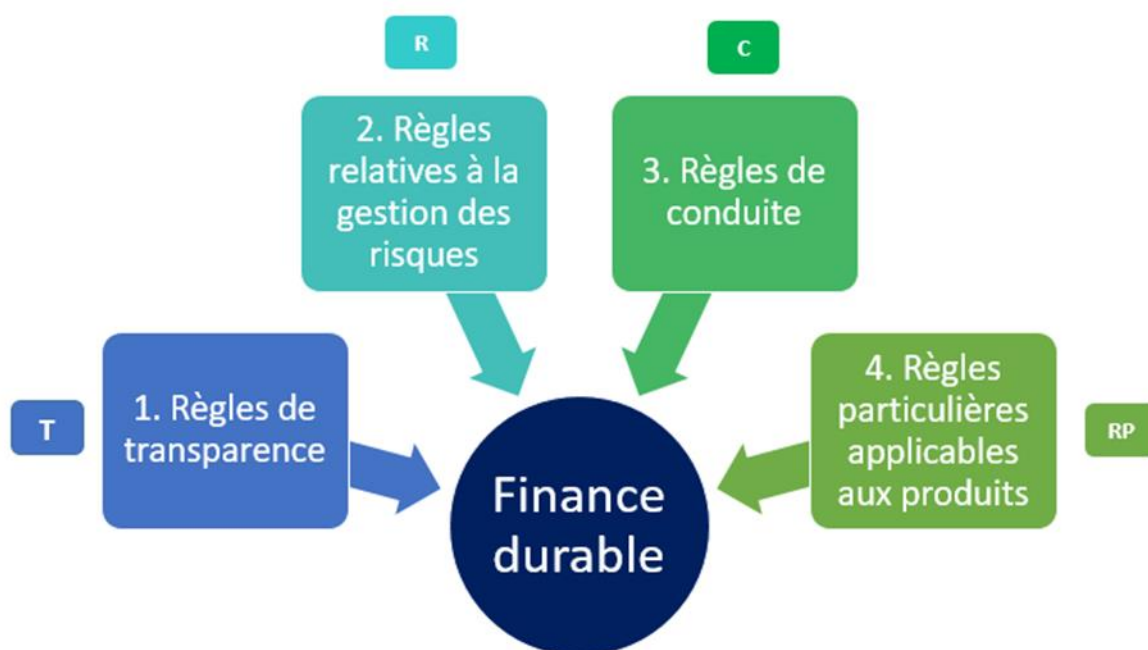 R
C
2. Règles
relatives à la
gestion des
risques
3. Règles de
conduite
T
1. Règles de
transparence
4. Règles
particulières
applicables
aux produits
RP
Finance
durable